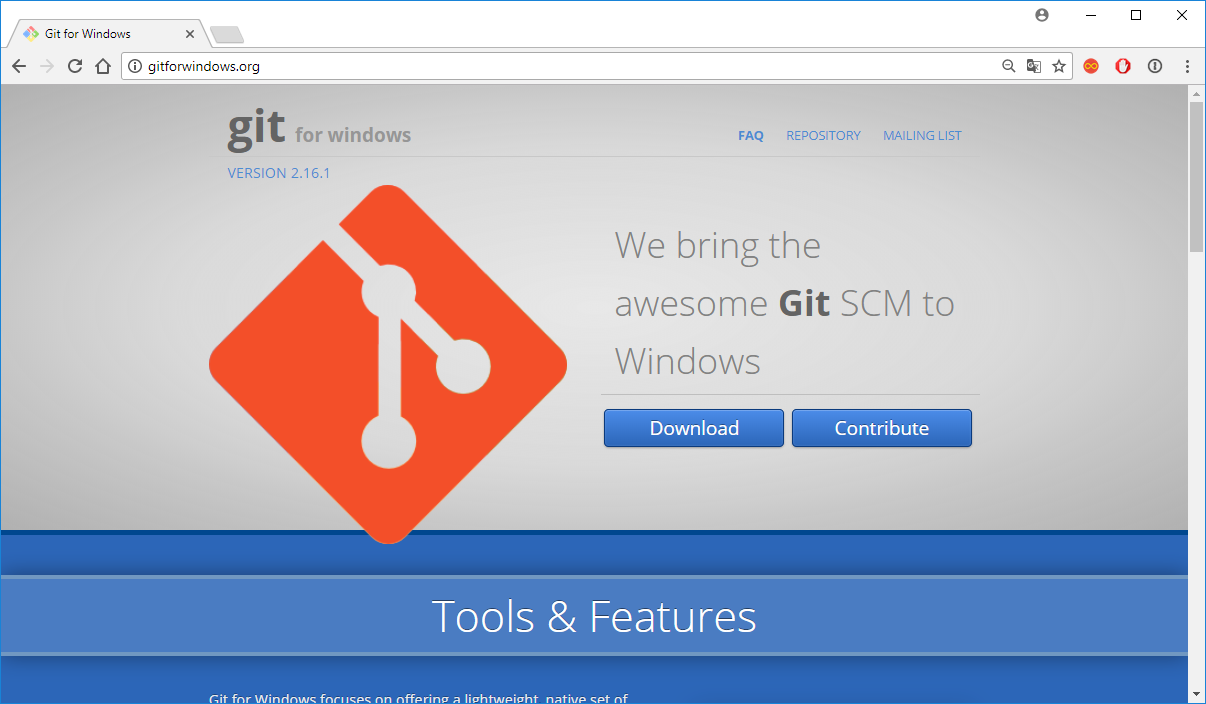 Git for Windows
gitforwindows.org
git for windows
FAQ REPOSITORY MAILING LIST
VERSION 2.16.1
We bring the
awesome Git SCM to
Windows
Download Contribute
Tools & Features
Git for Windows focuses on offering a lightweight, native set of